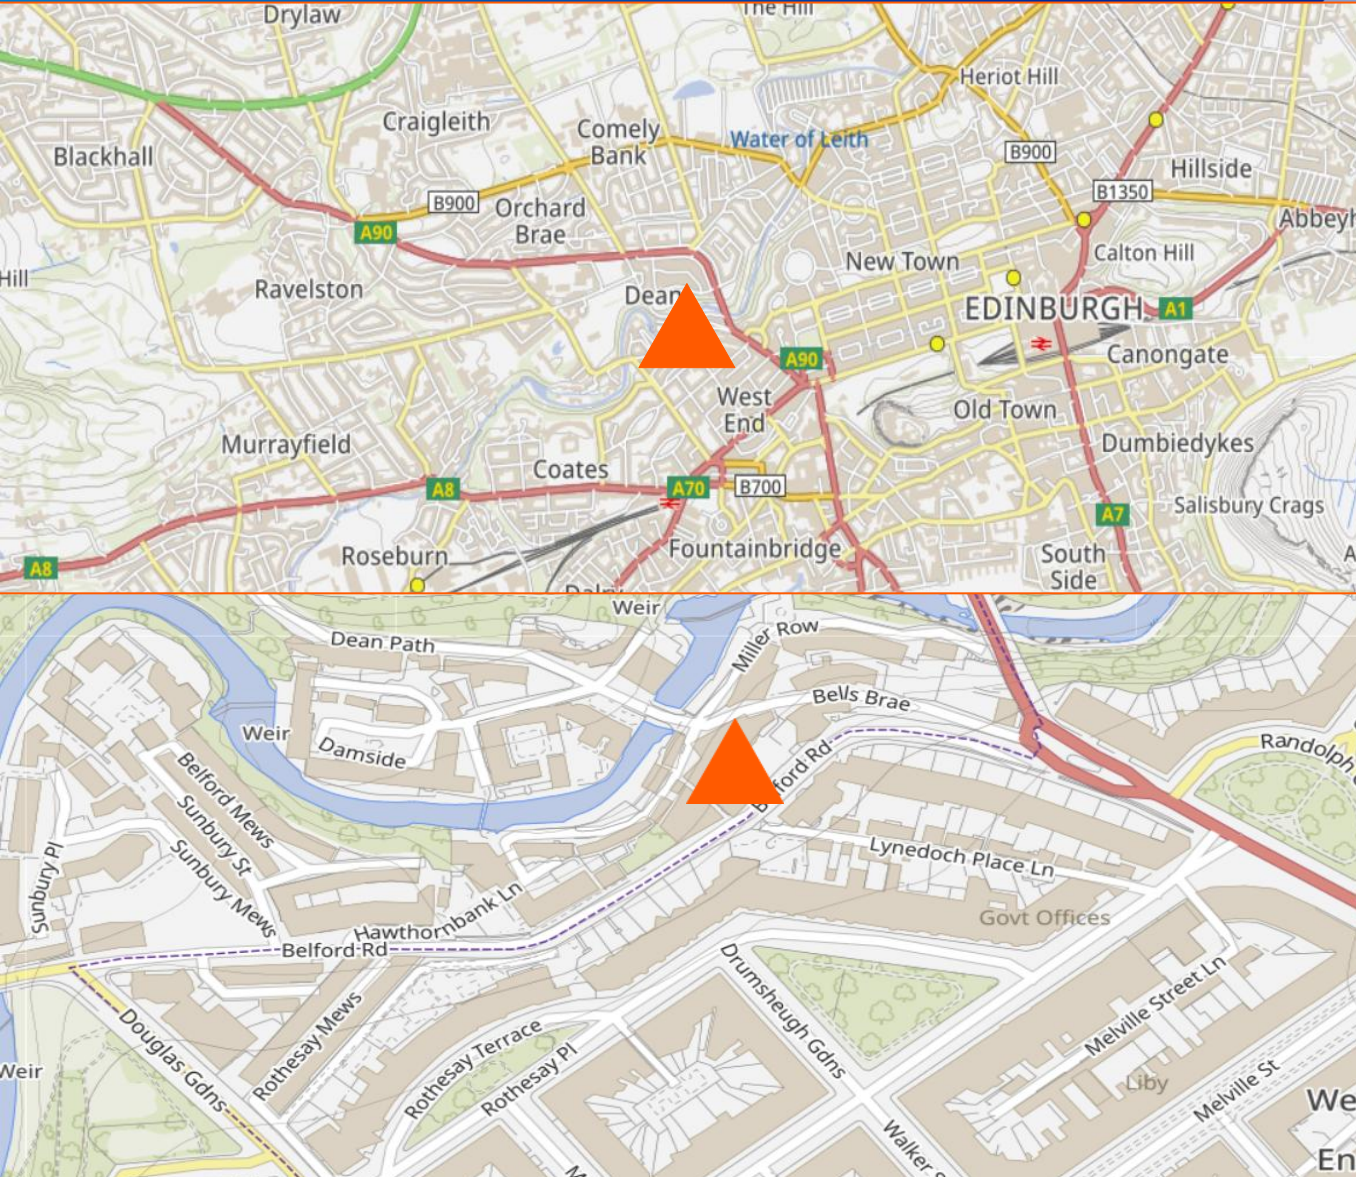 Drylaw
The Hill
Heriot Hill
Craigleith
Comely
Bank
Water of Leith
Blackhall
B900
Hillside
B1350
B900
Orchard
Brae
A90
Abbeyh
Calton Hill
New Town
Hill
Ravelston
Dean
EDINBURGH
A1
A90
Canongate
West
End
Old Town
Murrayfield
Dumbiedykes
Coates
A8
A70
B700
Salisbury Crags
A7
Roseburn
Fountainbridge
South
Side
A8
A
Dalry
Weir
Dean Path
Miller Row
Bells Brae
Weir
Damside
Randolph
Belford Rd
Belford Mews
Sunbury St
Sunbury Mews
Sunbury Pl
Lynedoch Place Ln
Hawthornbank Ln
Govt Offices
Belford Rd
Drumsheugh Gdns
Melville Street Ln
Douglas Gdns
Rothesay Mews
Rothesay Terrace
Rothesay Pl
Weir
Liby
Melville St
We
En
Walker S
M